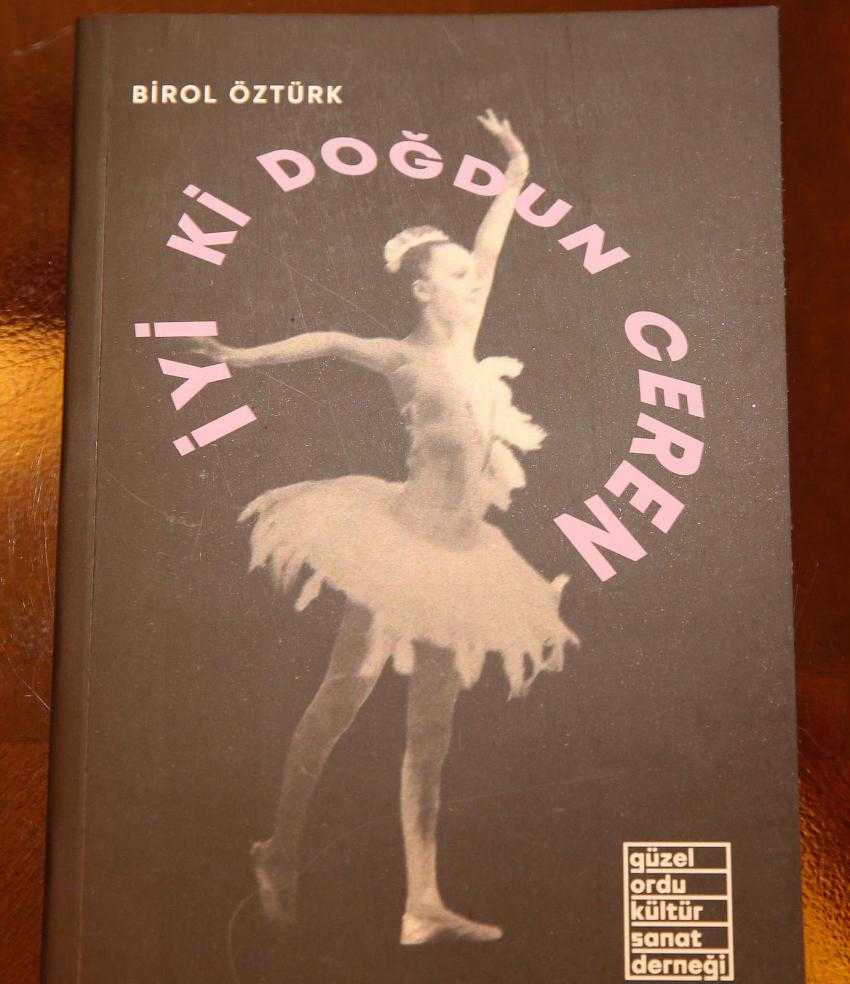 BİROL ÖZTÜRK
İYİ Kİ DOĞDUN CEREN
güzel
ordu
kültür
sanat
derneği